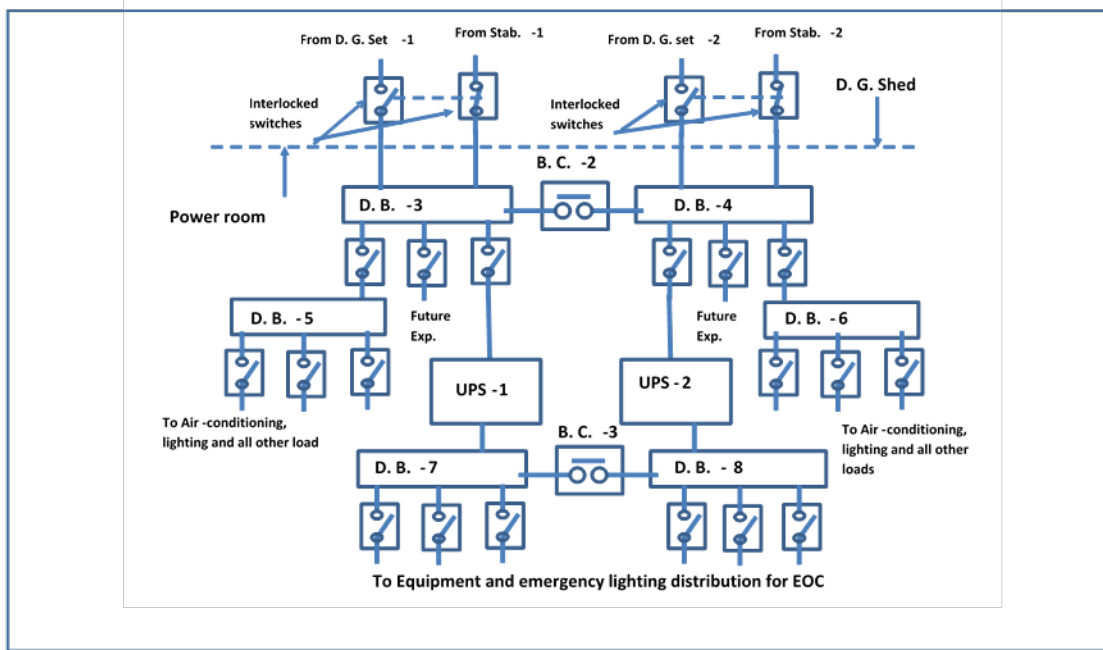 From D. G. Set -1
From Stab. -1
From D. G. set -2
From Stab. -2
Interlocked
switches
Interlocked
switches
D. G. Shed
B. C. -2
Power room
D. B. -3
D. B. -4
Future
Exp.
Future
Exp.
D. B. -5
D. B. -6
UPS -1
UPS - 2
To Air -conditioning,
lighting and all other load
To Air -conditioning,
lighting and all other
loads
B. C. -3
D. B. -7
D. B. - 8
To Equipment and emergency lighting distribution for EOC